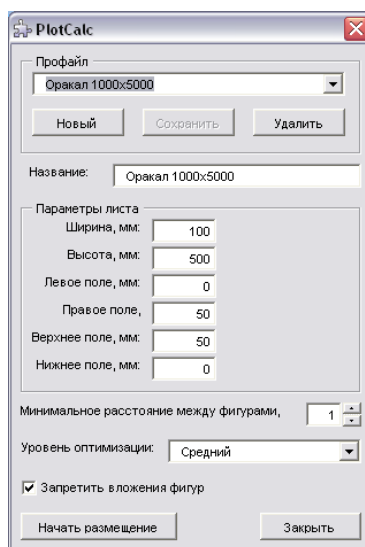 PlotCalc
Профайл
Оракал 1000x5000
Новый Сохранить Удалить
Название: Оракал 1000x5000
Параметры листа
Ширина, мм: 100
Высота, мм: 500
Левое поле, мм: 0
Правое поле, 50
Верхнее поле, мм: 50
Нижнее поле, мм: 0
Минимальное расстояние между фигурами, 1
Уровень оптимизации: Средний
Запретить вложения фигур
Начать размещение Закрыть